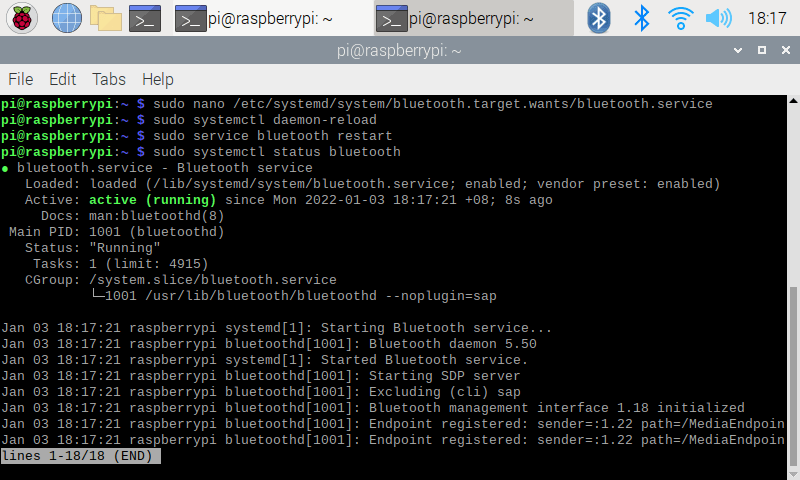 pi@raspberrypi: ~
pi@raspberrypi: ~
18:17
pi@raspberrypi: ~
File Edit Tabs Help
pi@raspberrypi:~ $ sudo nano /etc/systemd/system/bluetooth.target.wants/bluetooth.service
pi@raspberrypi:~ $ sudo systemctl daemon-reload
pi@raspberrypi:~ $ sudo service bluetooth restart
pi@raspberrypi:~ $ sudo systemctl status bluetooth
● bluetooth.service - Bluetooth service
Loaded: loaded (/lib/systemd/system/bluetooth.service; enabled; vendor preset: enabled)
Active: active (running) since Mon 2022-01-03 18:17:21 +08; 8s ago
Docs: man:bluetoothd(8)
Main PID: 1001 (bluetoothd)
Status: "Running"
Tasks: 1 (limit: 4915)
CGroup: /system.slice/bluetooth.service
└─1001 /usr/lib/bluetooth/bluetoothd --noplugin=sap
Jan 03 18:17:21 raspberrypi systemd[1]: Starting Bluetooth service...
Jan 03 18:17:21 raspberrypi bluetoothd[1001]: Bluetooth daemon 5.50
Jan 03 18:17:21 raspberrypi systemd[1]: Started Bluetooth service.
Jan 03 18:17:21 raspberrypi bluetoothd[1001]: Starting SDP server
Jan 03 18:17:21 raspberrypi bluetoothd[1001]: Excluding (cli) sap
Jan 03 18:17:21 raspberrypi bluetoothd[1001]: Bluetooth management interface 1.18 initialized
Jan 03 18:17:21 raspberrypi bluetoothd[1001]: Endpoint registered: sender=:1.22 path=/MediaEndpoin
Jan 03 18:17:21 raspberrypi bluetoothd[1001]: Endpoint registered: sender=:1.22 path=/MediaEndpoin
lines 1-18/18 (END)